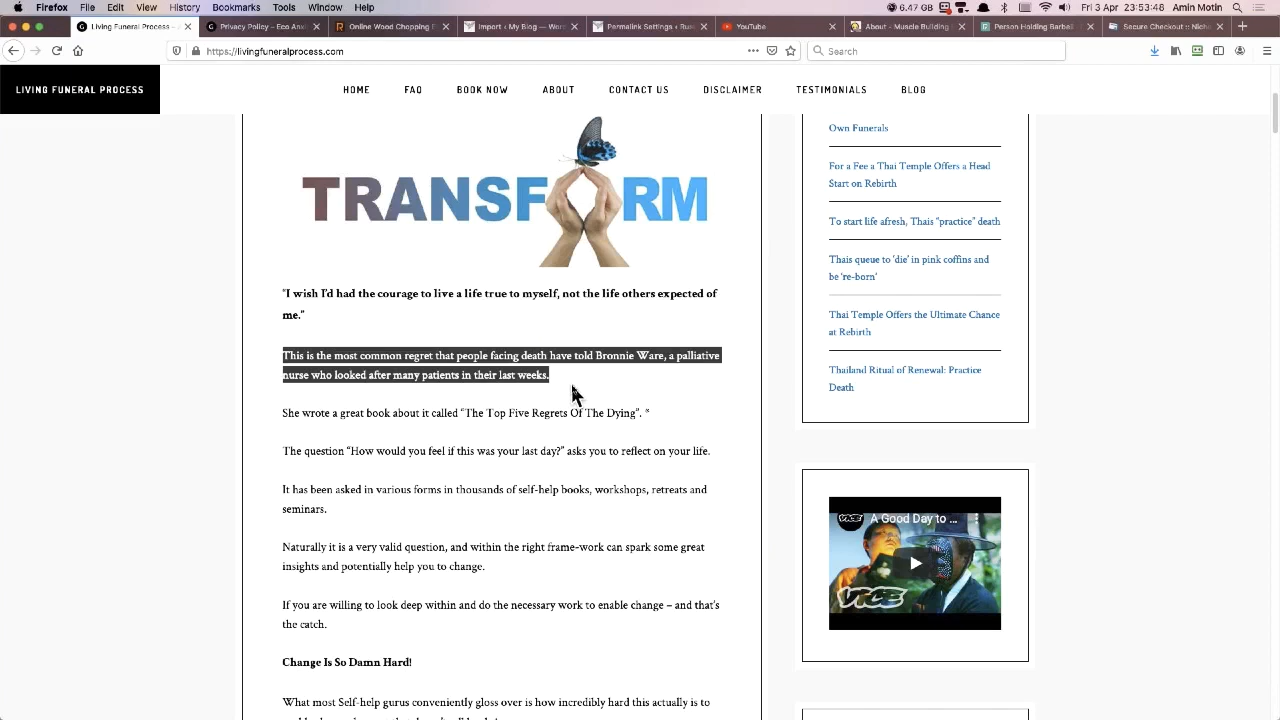 Firefox
File
Edit
View
History
Bookmarks
Tools
Window
Help
Living Funeral Process –
Privacy Policy – Eco Anx
Online Wood Chopping F
Import ‹ My Blog — Wor
Permalink Settings ‹ Rus
YouTube
About - Muscle Building
Person Holding Barbell
Secure Checkout :: Niche
https://livingfuneralprocess.com
Search
LIVING FUNERAL PROCESS
HOME
FAQ
BOOK NOW
ABOUT
CONTACT US
DISCLAIMER
TESTIMONIALS
BLOG
TRANSFORM
"I wish I'd had the courage to live a life true to myself, not the life others expected of
me."
This is the most common regret that people facing death have told Bronnie Ware, a palliative
nurse who looked after many patients in their last weeks.
She wrote a great book about it called "The Top Five Regrets Of The Dying". *
The question "How would you feel if this was your last day?" asks you to reflect on your life.
It has been asked in various forms in thousands of self-help books, workshops, retreats and
seminars.
Naturally it is a very valid question, and within the right frame-work can spark some great
insights and potentially help you to change.
If you are willing to look deep within and do the necessary work to enable change – and that's
the catch.
Change Is So Damn Hard!
What most Self-help gurus conveniently gloss over is how incredibly hard this actually is to
Own Funerals
For a Fee a Thai Temple Offers a Head
Start on Rebirth
To start life afresh, Thais "practice" death
Thais queue to 'die' in pink coffins and
be 're-born'
Thai Temple Offers the Ultimate Chance
at Rebirth
Thailand Ritual of Renewal: Practice
Death
VICE
A Good Day to ...
VICE